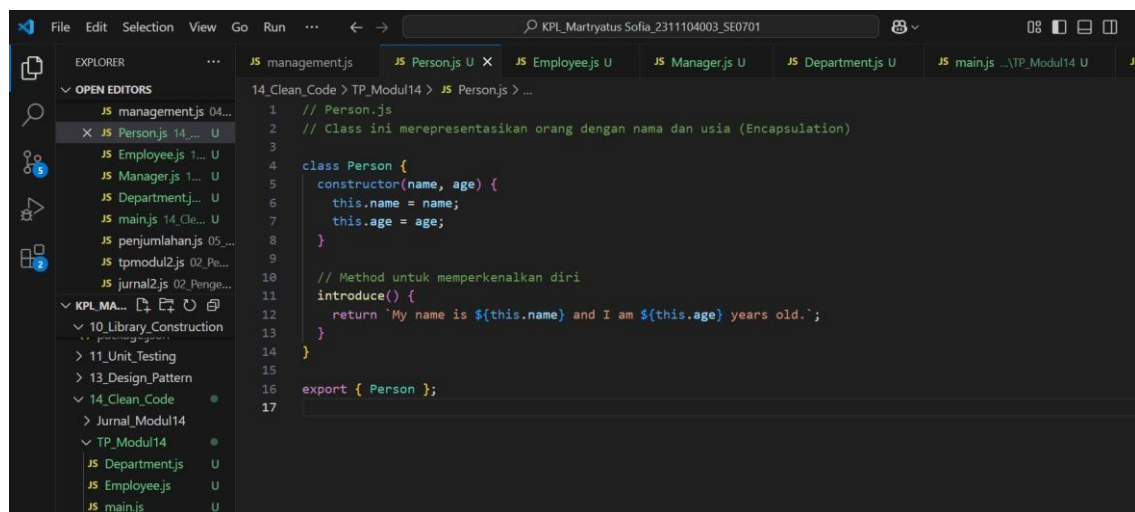 File Edit Selection View Go Run ... KPL_Martryatus Sofia_2311104003_SE0701
EXPLORER ...
JS management.js JS Person.js U JS Employee.js U JS Manager.js U JS Department.js U JS main.js ...\TP_Modul14 U
OPEN EDITORS
JS management.js 04...
JS Person.js 14_... U
JS Employee.js 1... U
JS Manager.js 1... U
JS Department.j... U
JS main.js 14_Cle... U
JS penjumlahan.js 05_...
JS tpmodul2.js 02_Pe...
JS jurnal2.js 02_Penge...
KPL_MA...
10_Library_Construction
package.json
11_Unit_Testing
13_Design_Pattern
14_Clean_Code
Jurnal_Modul14
TP_Modul14
JS Department.js U
JS Employee.js U
JS main.js U
5
2
14_Clean_Code > TP_Modul14 > JS Person.js > ...
1 // Person.js
2 // Class ini merepresentasikan orang dengan nama dan usia (Encapsulation)
3
4 class Person {
5 constructor(name, age) {
6 this.name = name;
7 this.age = age;
8 }
9
10 // Method untuk memperkenalkan diri
11 introduce() {
12 return `My name is ${this.name} and I am ${this.age} years old.`;
13 }
14 }
15
16 export { Person };
17